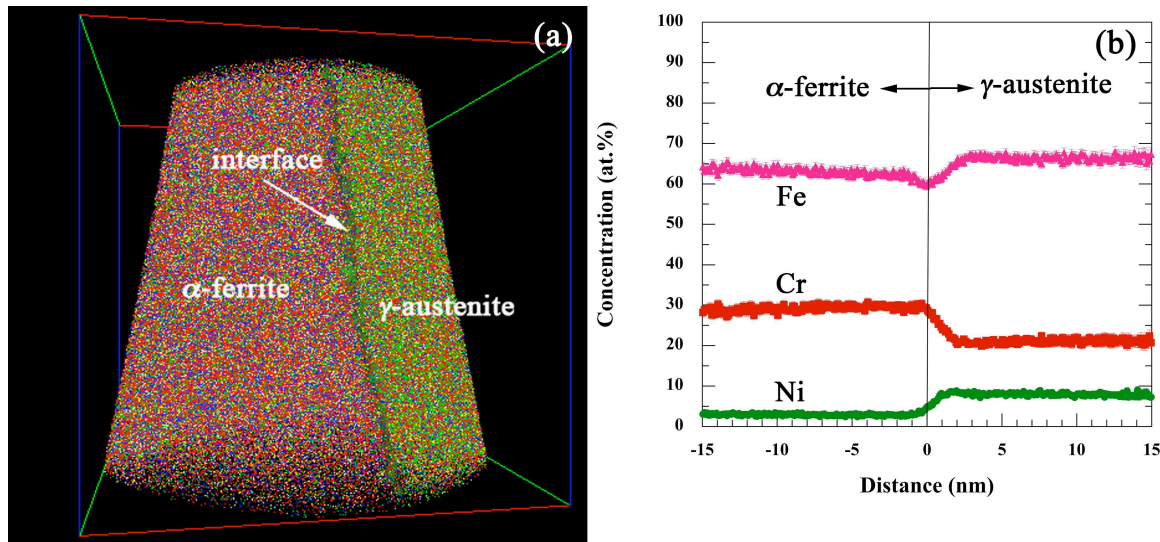 (a)
interface
α-ferrite
γ-austenite
(b)
100
90
80
70
60
50
40
30
20
10
0
Concentration (at.%)
α-ferrite
γ-austenite
Fe
Cr
Ni
-15
-10
-5
0
5
10
15
Distance (nm)